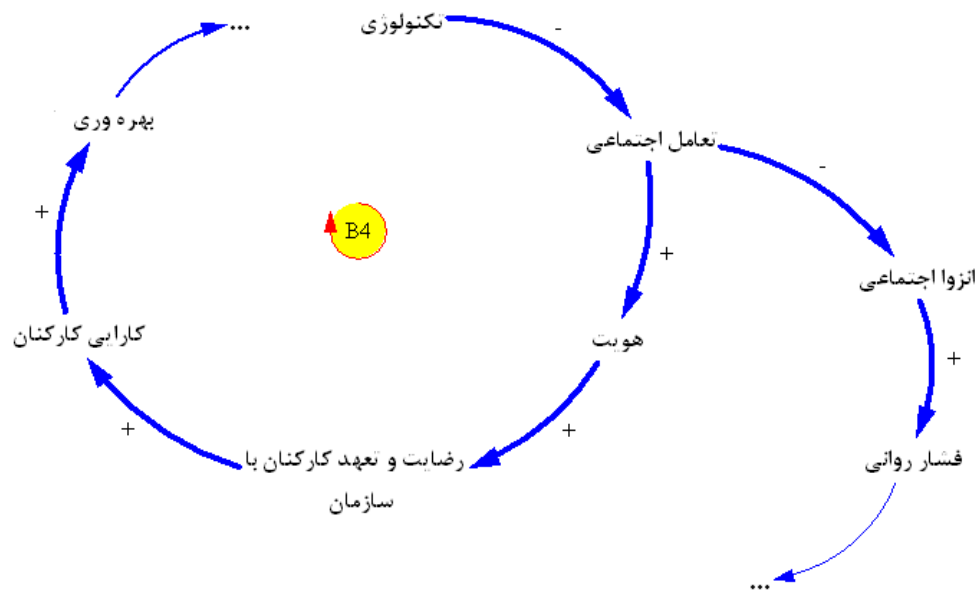 ...
تکنولوژی
-
بهره وری
تعامل اجتماعی
-
+
B4
+
انزوا اجتماعی
کارایی کارکنان
هویت
+
+
+
رضایت و تعهد کارکنان با
سازمان
فشار روانی
...